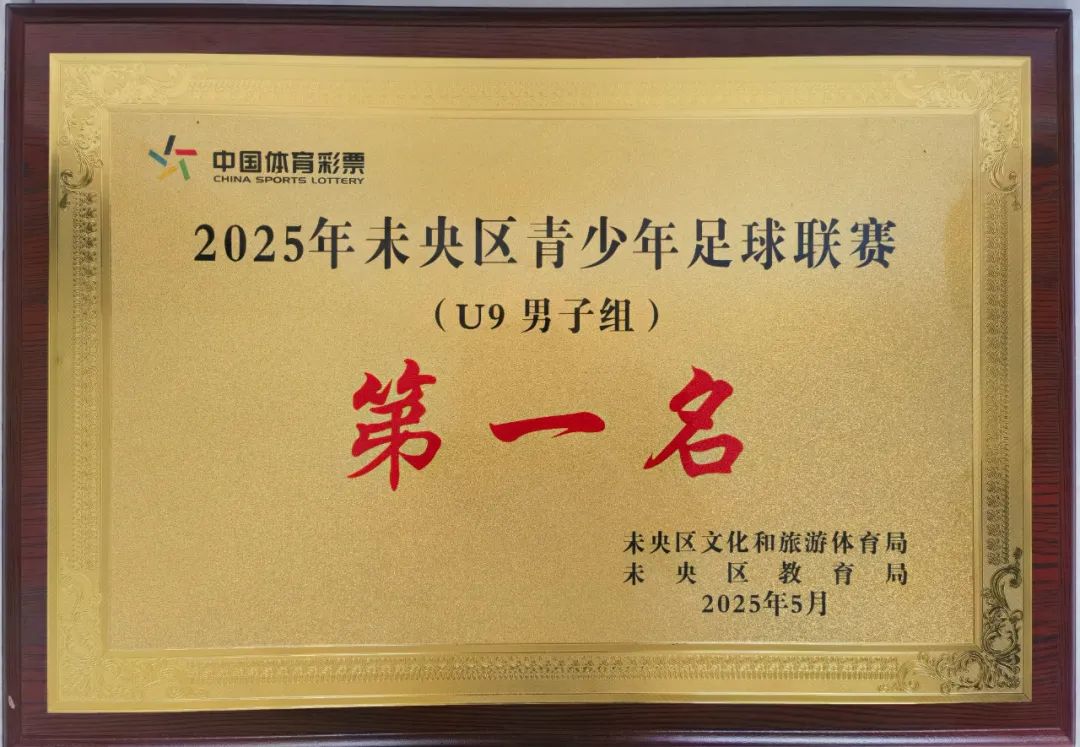 中国体育彩票
CHINA SPORTS LOTTERY
2025年未央区青少年足球联赛
（U9 男子组）
第一名
未央区文化和旅游体育局
未央区教育局
2025年5月